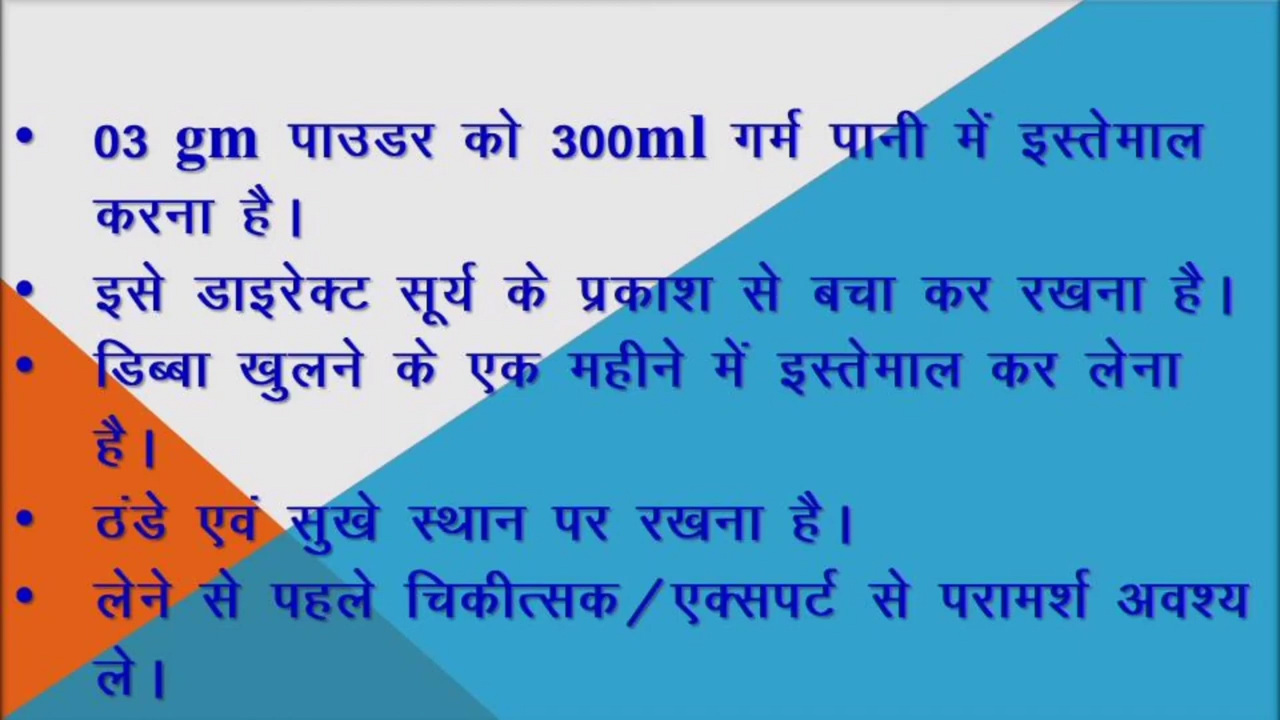 • 03 gm पाउडर को 300ml गर्म पानी में इस्तेमाल
करना है।
• इसे डाइरेक्ट सूर्य के प्रकाश से बचा कर रखना है।
• डिब्बा खुलने के एक महीने में इस्तेमाल कर लेना
है।
• ठंडे एवं सुखे स्थान पर रखना है।
• लेने से पहले चिकीत्सक/एक्सपर्ट से परामर्श अवश्य
ले।